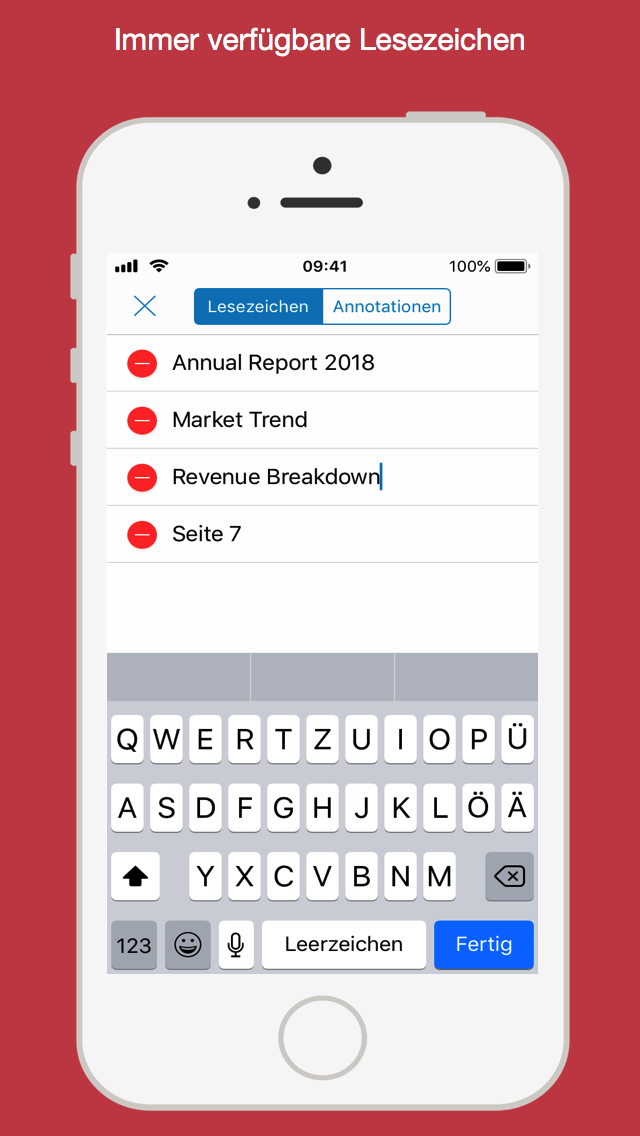 Immer verfügbare Lesezeichen
09:41 100%
Lesezeichen Annotationen
Annual Report 2018
Market Trend
Revenue Breakdown
Seite 7
Q W E R T Z U I O P Ü
A S D F G H J K L Ö Ä
Y X C V B N M
123 Leerzeichen Fertig